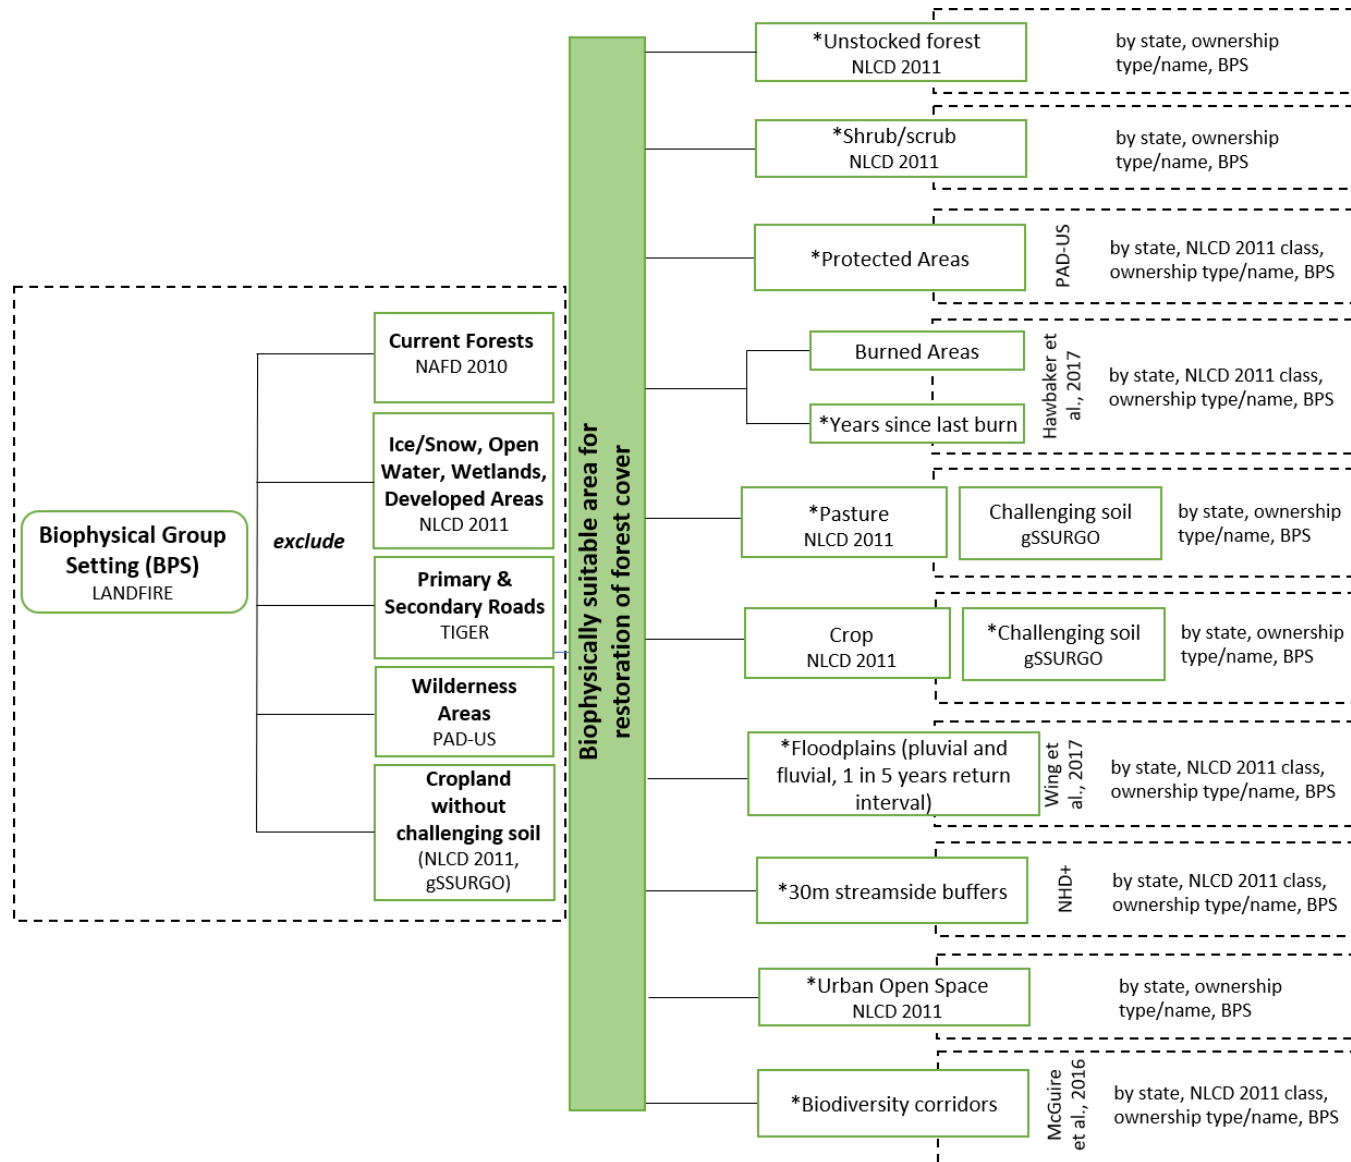 Biophysical Group
Setting (BPS)
LANDFIRE
exclude
Current Forests
NAFD 2010
Ice/Snow, Open
Water, Wetlands,
Developed Areas
NLCD 2011
Primary &
Secondary Roads
TIGER
Wilderness
Areas
PAD-US
Cropland
without
challenging soil
(NLCD 2011,
gSSURGO)
Biophysically suitable area for
restoration of forest cover
*Unstocked forest
NLCD 2011
by state, ownership
type/name, BPS
*Shrub/scrub
NLCD 2011
by state, ownership
type/name, BPS
*Protected Areas
PAD-US
by state, NLCD 2011 class,
ownership type/name, BPS
Burned Areas
*Years since last burn
Hawbaker et
al., 2017
by state, NLCD 2011 class,
ownership type/name, BPS
*Pasture
NLCD 2011
Challenging soil
gSSURGO
by state, ownership
type/name, BPS
Crop
NLCD 2011
*Challenging soil
gSSURGO
by state, ownership
type/name, BPS
*Floodplains (pluvial and
fluvial, 1 in 5 years return
interval)
Wing et
al., 2017
by state, NLCD 2011 class,
ownership type/name, BPS
*30m streamside buffers
NHD+
by state, NLCD 2011 class,
ownership type/name, BPS
*Urban Open Space
NLCD 2011
by state, ownership
type/name, BPS
*Biodiversity corridors
McGuire
et al., 2016
by state, NLCD 2011 class,
ownership type/name, BPS